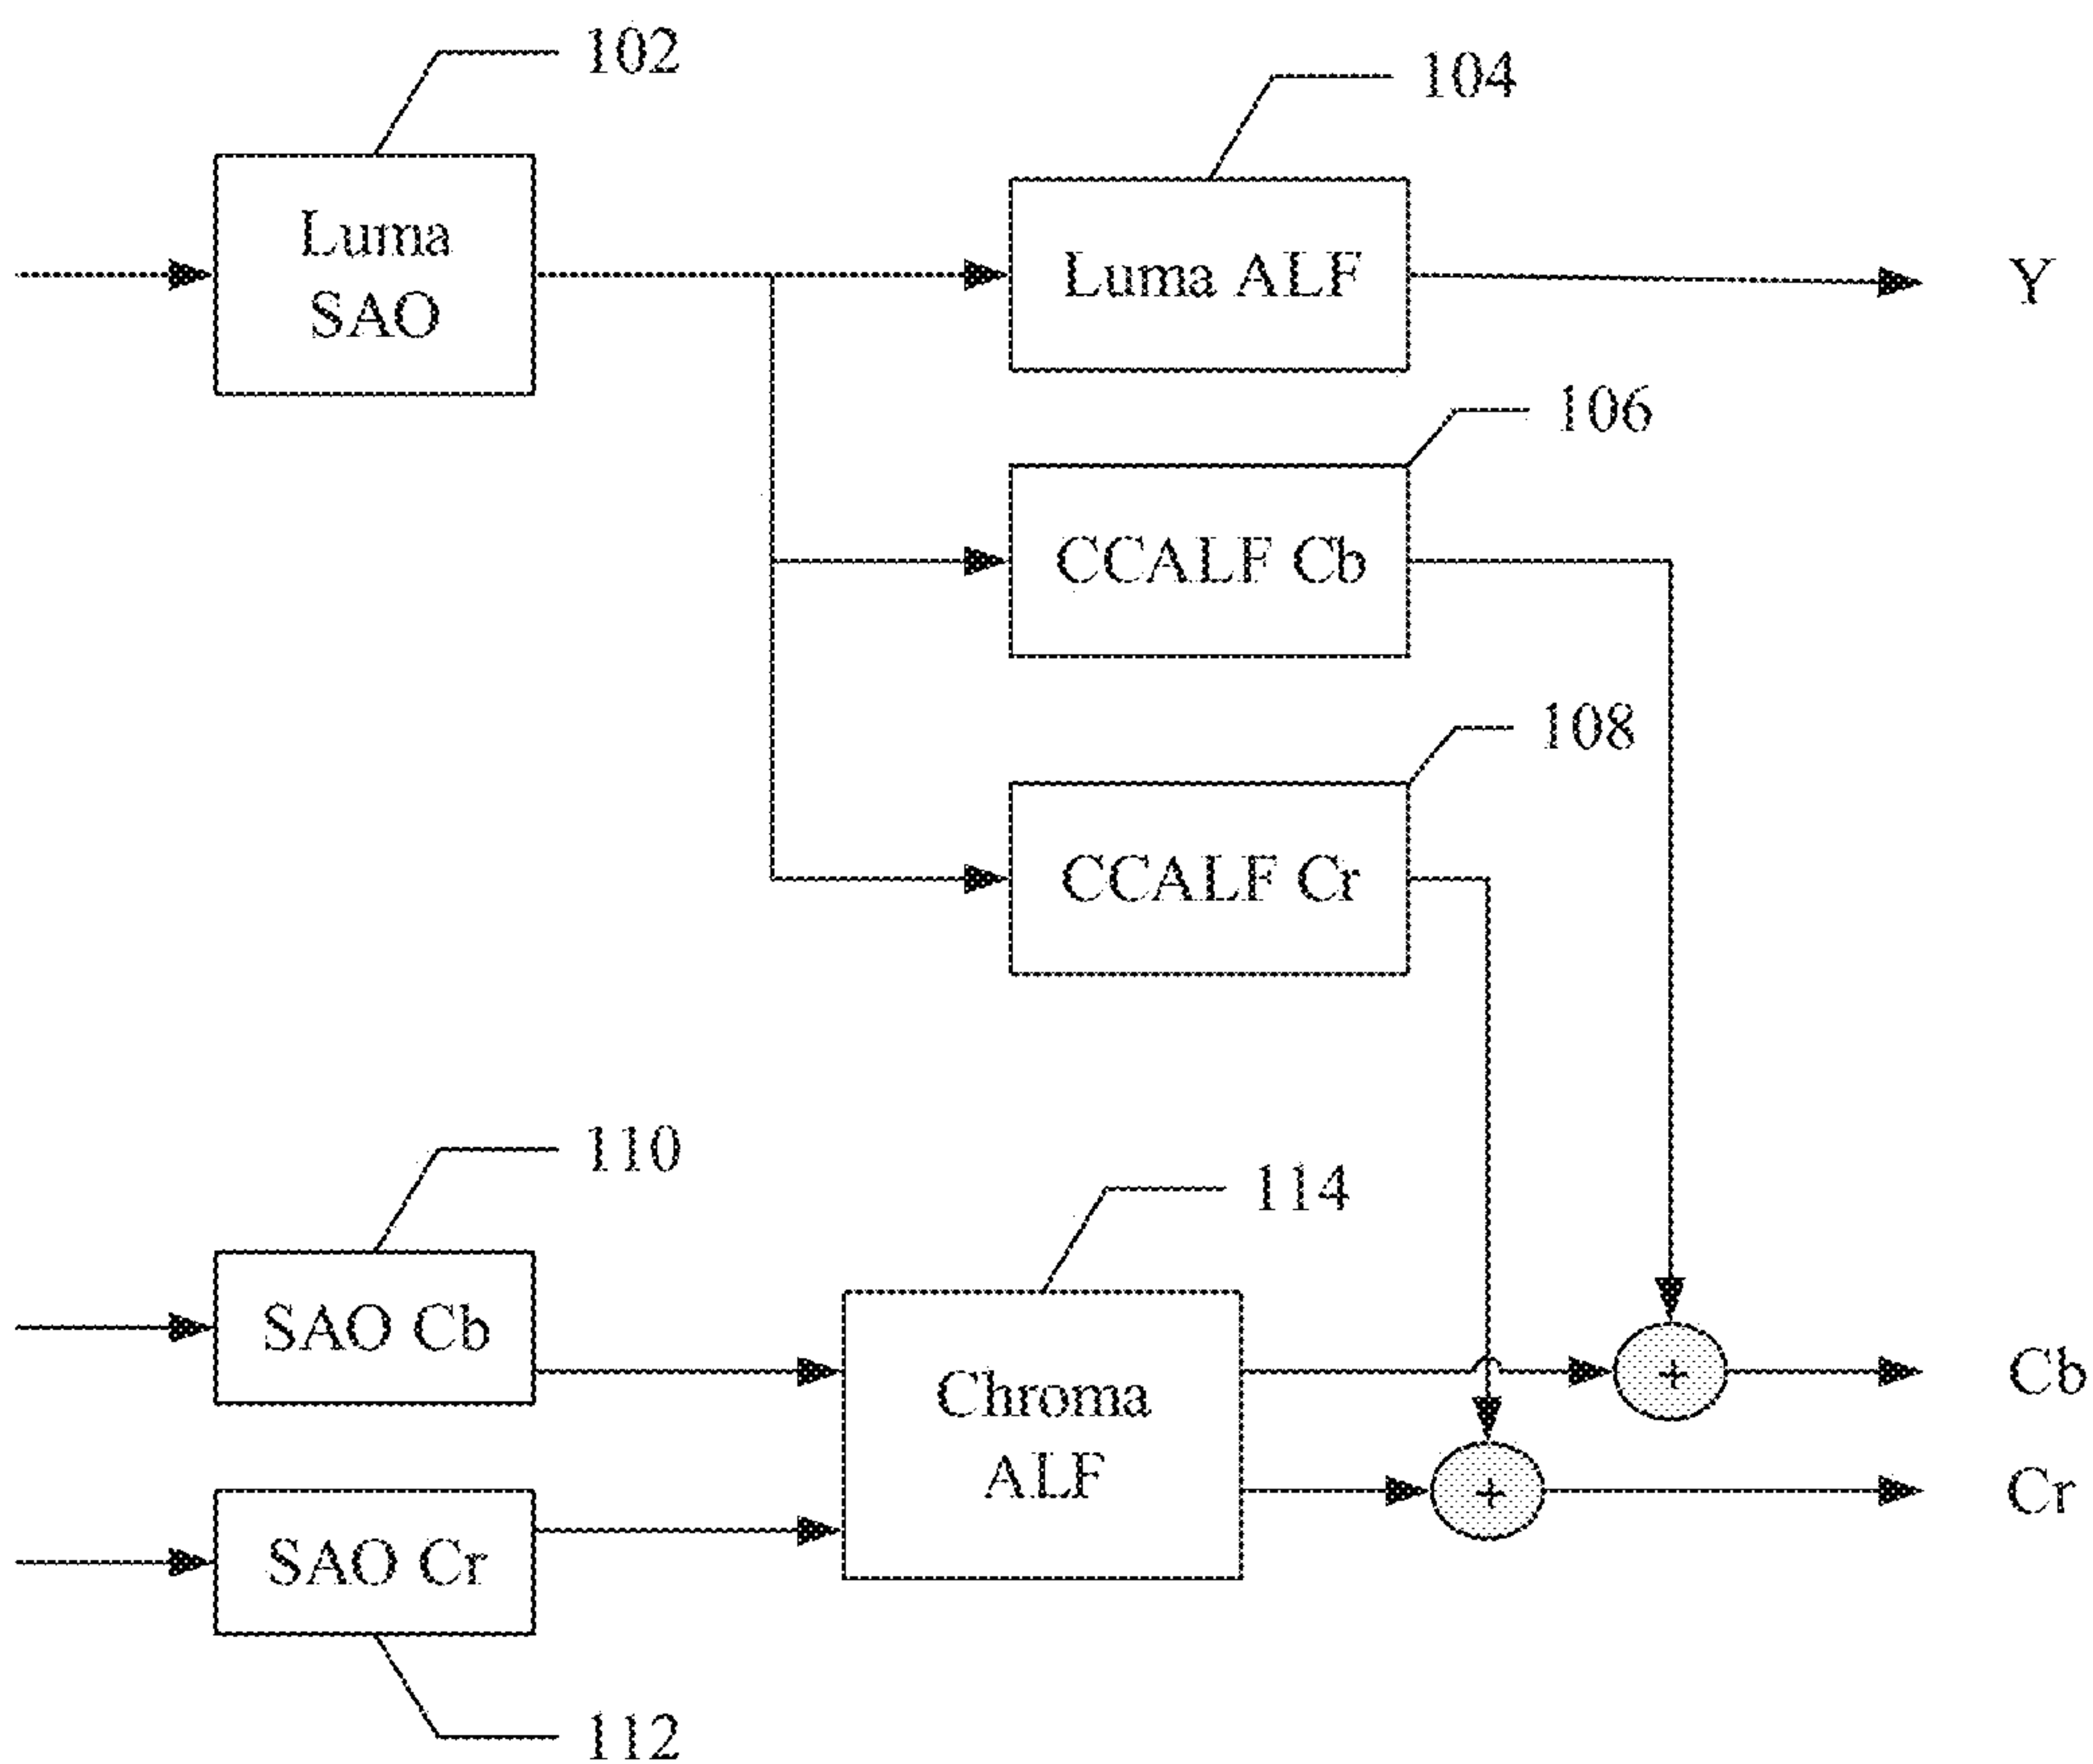 102
104
Luma
SAO
Luma ALF
Y
106
CCALF Cb
108
CCALF Cr
110
114
SAO Cb
Chroma
ALF
+
Cb
+
Cr
SAO Cr
112